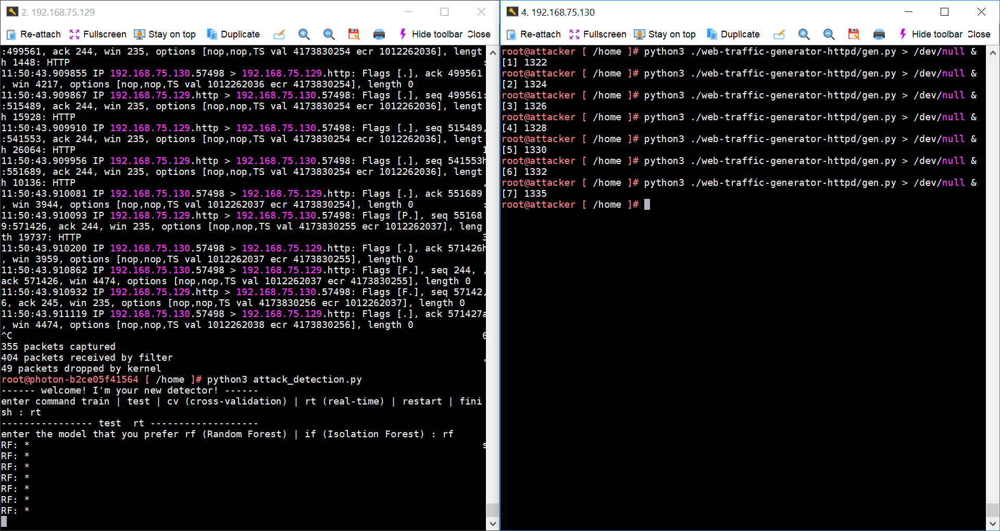 2. 192.168.75.129
Re-attach Fullscreen Stay on top Duplicate Hide toolbar Close
:499561, ack 244, win 235, options [nop,nop,TS val 4173830254 ecr 1012262036], lengt
h 1448: HTTP :
11:50:43.909855 IP 192.168.75.130.57498 > 192.168.75.129.http: Flags [.], ack 499561
, win 4217, options [nop,nop,TS val 1012262036 ecr 4173830254], length 0
11:50:43.909867 IP 192.168.75.129.http > 192.168.75.130.57498: Flags [.], seq 499561:
:515489, ack 244, win 235, options [nop,nop,TS val 4173830254 ecr 1012262036], lengt
h 15928: HTTP
11:50:43.909910 IP 192.168.75.129.http > 192.168.75.130.57498: Flags [.], seq 515489,
:541553, ack 244, win 235, options [nop,nop,TS val 4173830254 ecr 1012262036], lengt
h 26064: HTTP 1
11:50:43.909956 IP 192.168.75.129.http > 192.168.75.130.57498: Flags [.], seq 541553h
:551689, ack 244, win 235, options [nop,nop,TS val 4173830254 ecr 1012262036], lengt
h 10136: HTTP ,
11:50:43.910081 IP 192.168.75.130.57498 > 192.168.75.129.http: Flags [.], ack 551689
, win 3944, options [nop,nop,TS val 1012262037 ecr 4173830254], length 0 :
11:50:43.910093 IP 192.168.75.129.http > 192.168.75.130.57498: Flags [P.], seq 55168
9:571426, ack 244, win 235, options [nop,nop,TS val 4173830255 ecr 1012262037], leng
th 19737: HTTP 3
11:50:43.910200 IP 192.168.75.130.57498 > 192.168.75.129.http: Flags [.], ack 571426h
, win 3959, options [nop,nop,TS val 1012262037 ecr 4173830255], length 0
11:50:43.910862 IP 192.168.75.130.57498 > 192.168.75.129.http: Flags [F.], seq 244, ,
ack 571426, win 4474, options [nop,nop,TS val 1012262037 ecr 4173830255], length 0
11:50:43.910932 IP 192.168.75.129.http > 192.168.75.130.57498: Flags [F.], seq 57142,
6, ack 245, win 235, options [nop,nop,TS val 4173830256 ecr 1012262037], length 0
11:50:43.911119 IP 192.168.75.130.57498 > 192.168.75.129.http: Flags [.], ack 571427a
, win 4474, options [nop,nop,TS val 1012262038 ecr 4173830256], length 0
^C 6
355 packets captured
404 packets received by filter ,
49 packets dropped by kernel
root@photon-b2ce05f41564 [ /home ]# python3 attack_detection.py
------ welcome! I'm your new detector! ------
enter command train | test | cv (cross-validation) | rt (real-time) | restart | fini
sh : rt
---------------- test  rt -------------------
enter the model that you prefer rf (Random Forest) | if (Isolation Forest) : rf
RF: * s
RF: *
RF: *
RF: *
RF: *
RF: *
RF: *
4. 192.168.75.130
Re-attach Fullscreen Stay on top Duplicate Hide toolbar Close
root@attacker [ /home ]# python3 ./web-traffic-generator-httpd/gen.py > /dev/null &
[1] 1322
root@attacker [ /home ]# python3 ./web-traffic-generator-httpd/gen.py > /dev/null &
[2] 1324
root@attacker [ /home ]# python3 ./web-traffic-generator-httpd/gen.py > /dev/null &
[3] 1326
root@attacker [ /home ]# python3 ./web-traffic-generator-httpd/gen.py > /dev/null &
[4] 1328
root@attacker [ /home ]# python3 ./web-traffic-generator-httpd/gen.py > /dev/null &
[5] 1330
root@attacker [ /home ]# python3 ./web-traffic-generator-httpd/gen.py > /dev/null &
[6] 1332
root@attacker [ /home ]# python3 ./web-traffic-generator-httpd/gen.py > /dev/null &
[7] 1335
root@attacker [ /home ]#